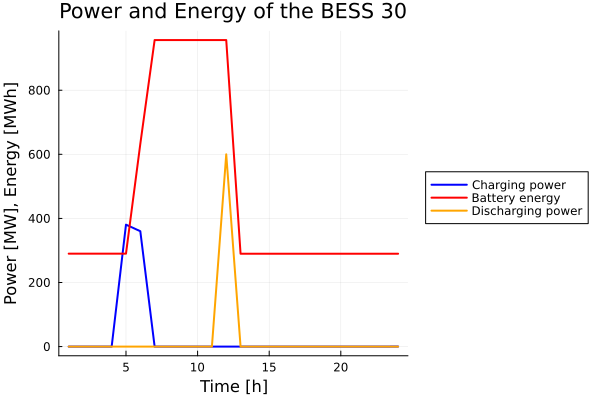 Power and Energy of the BESS 30
Power [MW], Energy [MWh]
800
600
400
200
0
5
10
15
20
Time [h]
Charging power
Battery energy
Discharging power